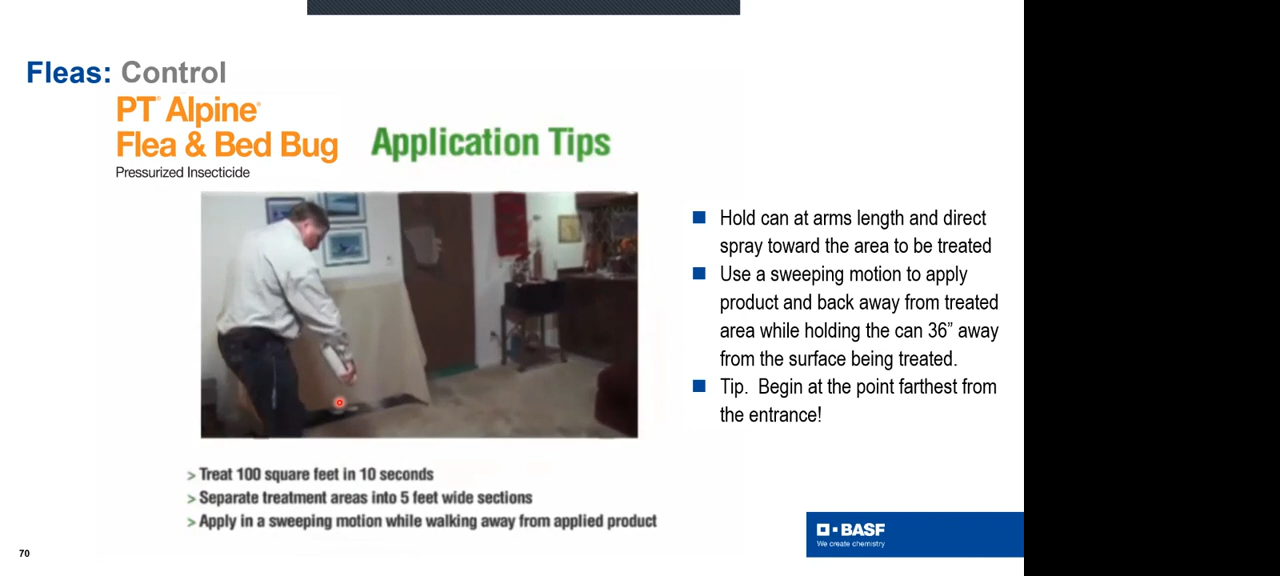 Fleas: Control
PT® Alpine®
Flea & Bed Bug
Pressurized Insecticide
Application Tips
Hold can at arms length and direct
spray toward the area to be treated
Use a sweeping motion to apply
product and back away from treated
area while holding the can 36” away
from the surface being treated.
Tip. Begin at the point farthest from
the entrance!
> Treat 100 square feet in 10 seconds
> Separate treatment areas into 5 feet wide sections
> Apply in a sweeping motion while walking away from applied product
BASF
We create chemistry
70